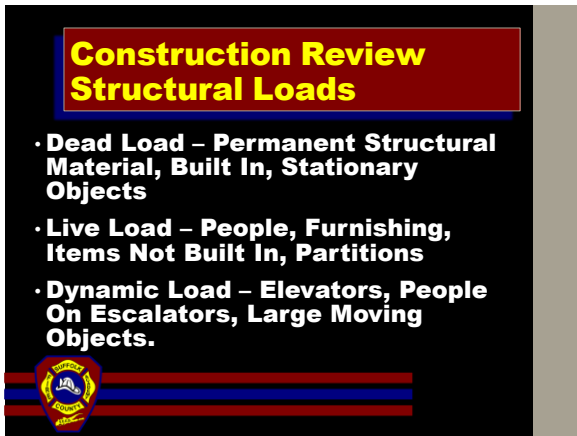 Construction Review
Structural Loads
• Dead Load – Permanent Structural
Material, Built In, Stationary
Objects
• Live Load – People, Furnishing,
Items Not Built In, Partitions
• Dynamic Load – Elevators, People
On Escalators, Large Moving
Objects.
SUFFOLK
COUNTY